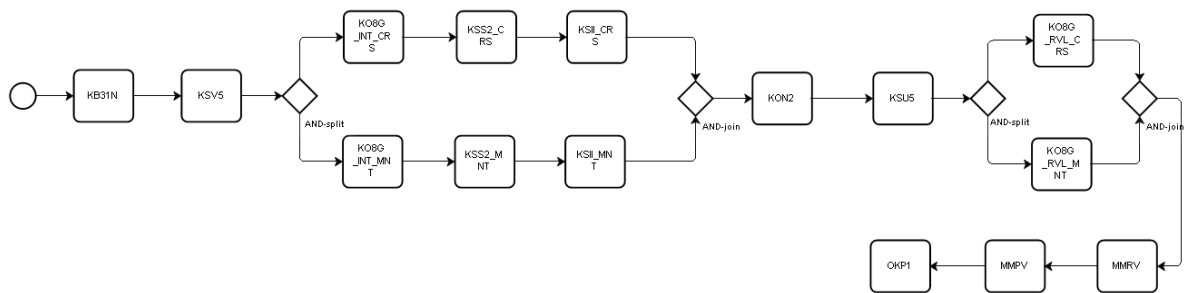 KO8G
_INT_CR
S
KSS2_C
RS
KSII_CR
S
KO8G
_RVL_C
RS
KB31N
KSV5
KON2
KSU5
AND-split
AND-join
AND-split
AND-join
KO8G
_INT_MN
T
KSS2_M
NT
KSII_MN
T
KO8G
_RVL_M
NT
OKP1
MMPV
MMRV